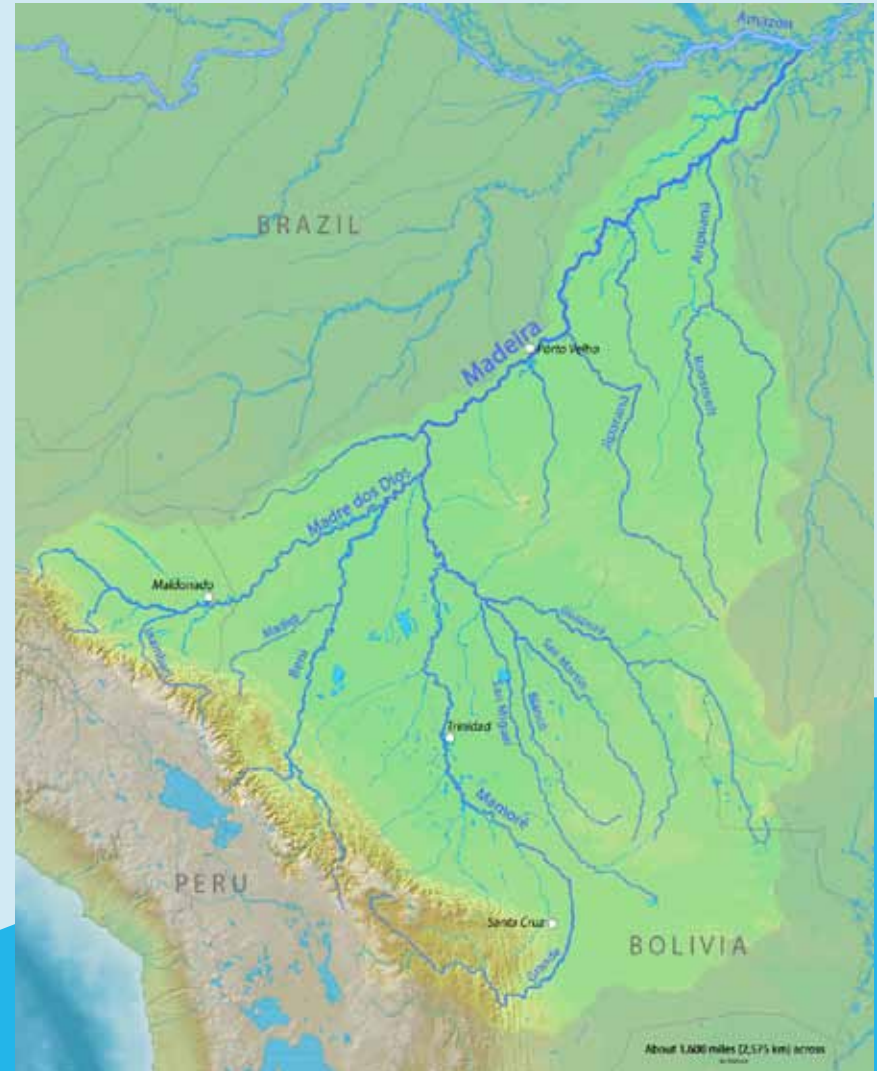 Amazon
BRAZIL
Aripuanã
Madeira
Porto Velho
Roosevelt
Jiparaná
Madre dos Dios
Maldonado
Madidi
Beni
Guaporé
San Martín
Blanco
San Miguel
Trinidad
Mamoré
PERU
Santa Cruz
Grande
BOLIVIA
About 1,600 miles (2,575 km) across